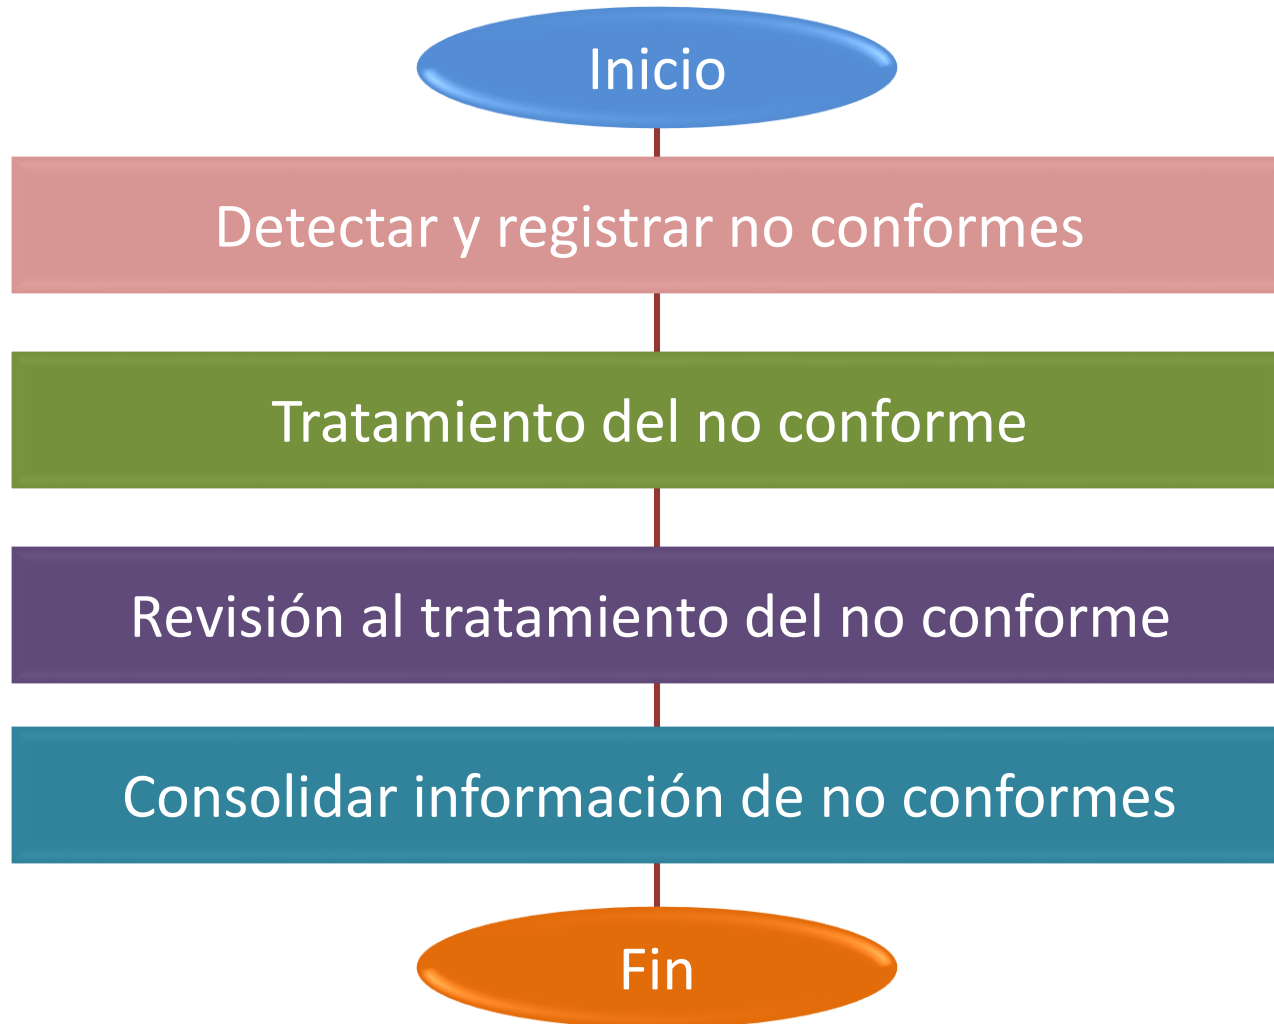 Inicio
Detectar y registrar no conformes
Tratamiento del no conforme
Revisión al tratamiento del no conforme
Consolidar información de no conformes
Fin